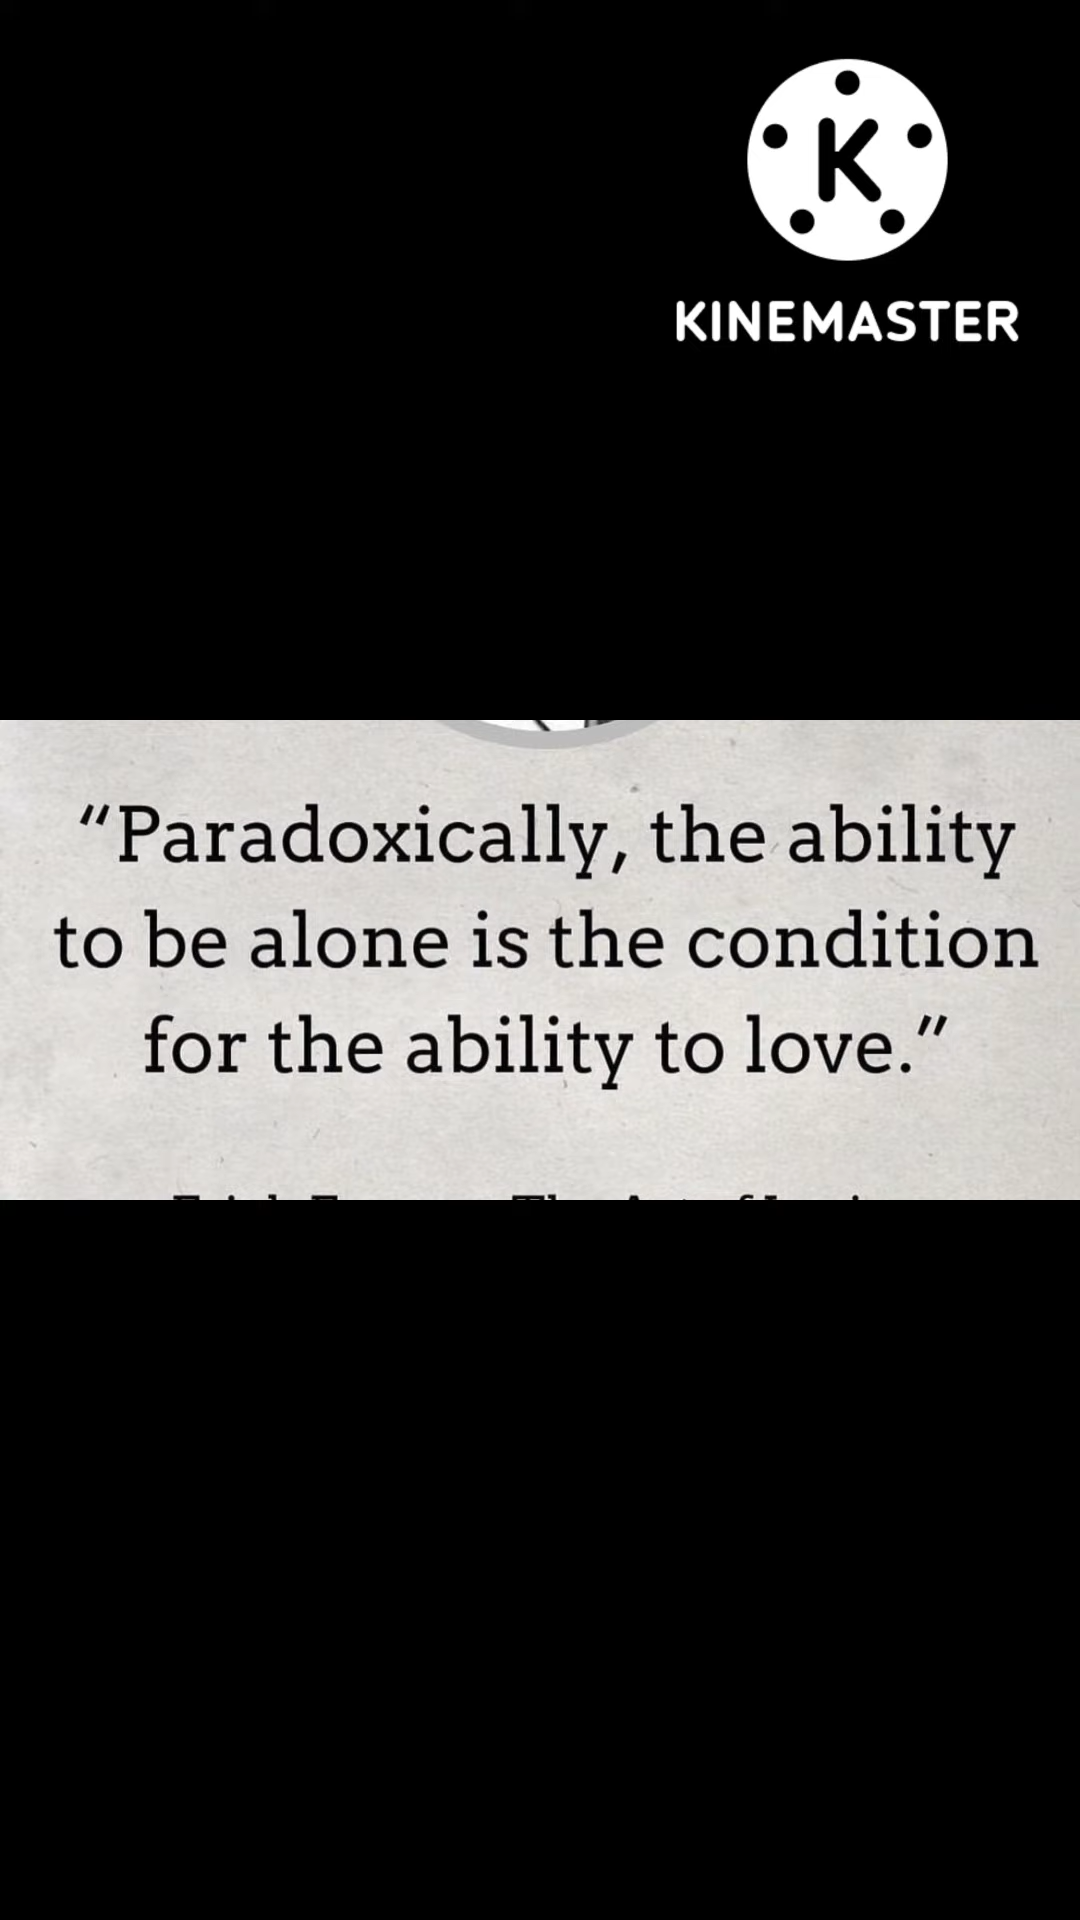 K
KINEMASTER
“Paradoxically, the ability
to be alone is the condition
for the ability to love.”